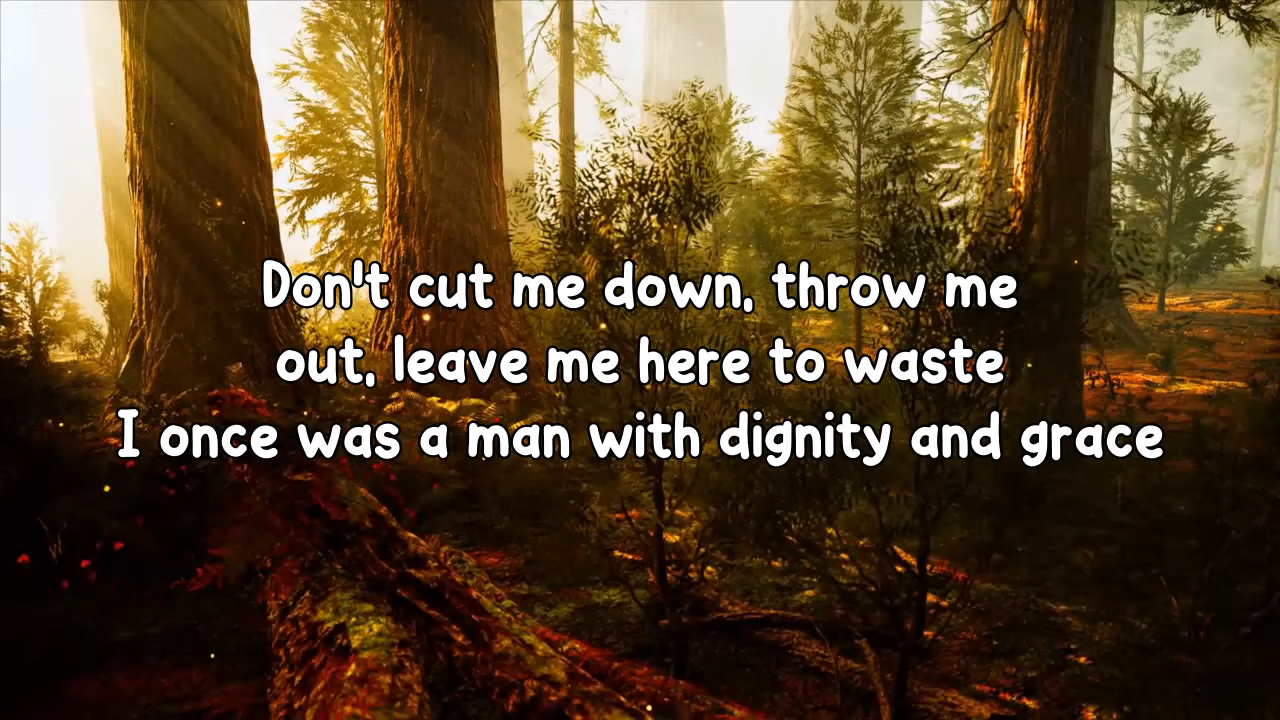 Don't cut me down, throw me
out, leave me here to waste
I once was a man with dignity and grace